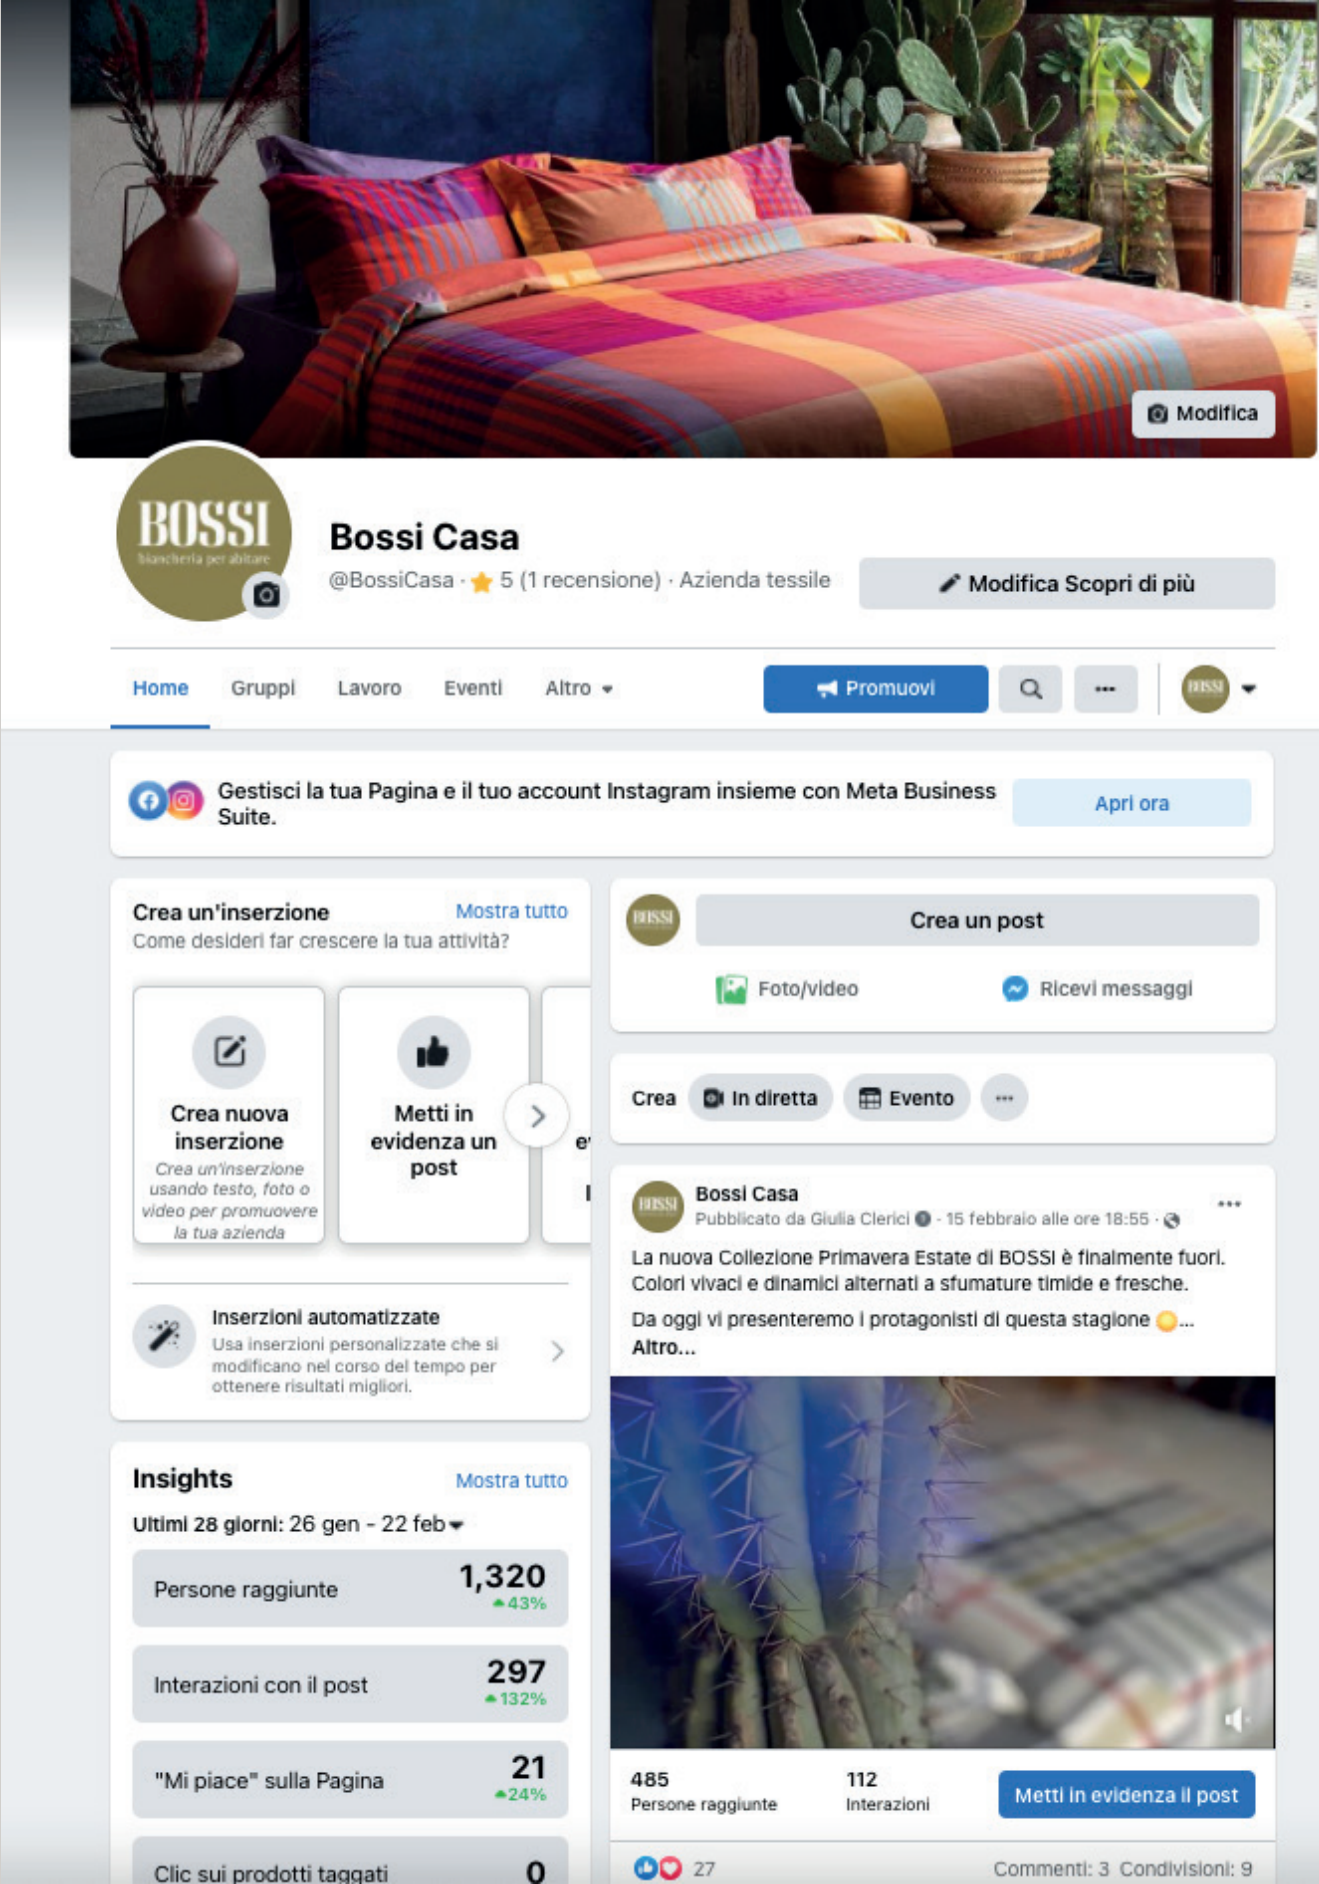 Modifica
BOSSI
biancheria per abitare
Bossi Casa
@BossiCasa · 5 (1 recensione) · Azienda tessile
Modifica Scopri di più
Home
Gruppi
Lavoro
Eventi
Altro
Promuovi
BOSSI
Gestisci la tua Pagina e il tuo account Instagram insieme con Meta Business
Suite.
Apri ora
Crea un'inserzione
Mostra tutto
Come desideri far crescere la tua attività?
Crea nuova
inserzione
Crea un'inserzione
usando testo, foto o
video per promuovere
la tua azienda
Metti in
evidenza un
post
Inserzioni automatizzate
Usa inserzioni personalizzate che si
modificano nel corso del tempo per
ottenere risultati migliori.
Insights
Mostra tutto
Ultimi 28 giorni: 26 gen - 22 feb
Persone raggiunte
1,320
43%
Interazioni con il post
297
132%
"Mi piace" sulla Pagina
21
24%
Clic sui prodotti taggati
0
BOSSI
Crea un post
Foto/video
Ricevi messaggi
Crea
In diretta
Evento
BOSSI
Bossi Casa
Pubblicato da Giulia Clerici · 15 febbraio alle ore 18:55 ·
La nuova Collezione Primavera Estate di BOSSI è finalmente fuori.
Colori vivaci e dinamici alternati a sfumature timide e fresche.
Da oggi vi presenteremo i protagonisti di questa stagione ...
Altro...
485
Persone raggiunte
112
Interazioni
Metti in evidenza il post
27
Commenti: 3 Condivisioni: 9